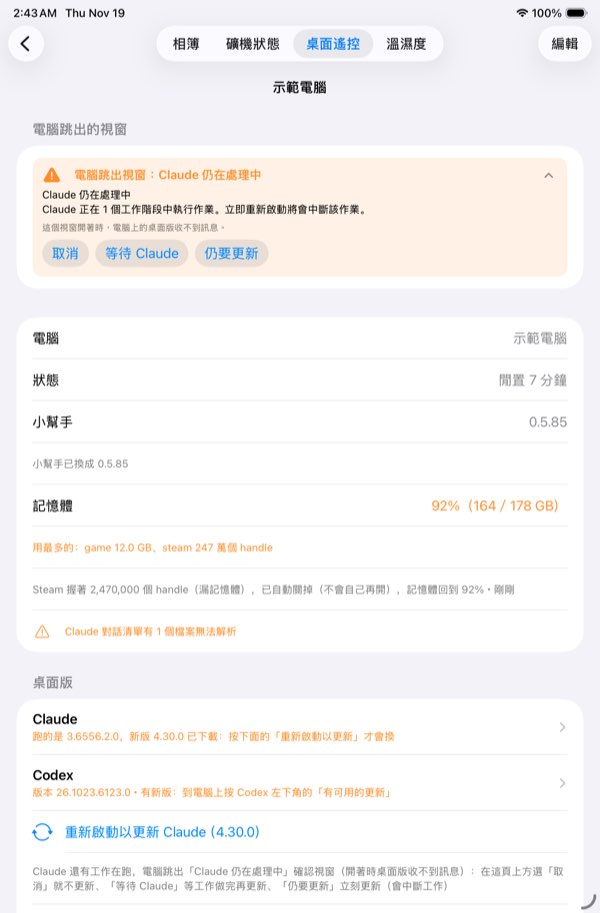 2:43 AM Thu Nov 19 100%
相簿 礦機狀態 桌面遙控 溫濕度 編輯
示範電腦
電腦跳出的視窗
電腦跳出視窗：Claude 仍在處理中
Claude 仍在處理中
Claude 正在 1 個工作階段中執行作業。立即重新啟動將會中斷該作業。
這個視窗開著時，電腦上的桌面版收不到訊息。
取消 等待 Claude 仍要更新
電腦 示範電腦
狀態 閒置 7 分鐘
小幫手 0.5.85
小幫手已換成 0.5.85
記憶體 92%（164 / 178 GB）
用最多的：game 12.0 GB、steam 247 萬個 handle
Steam 握著 2,470,000 個 handle（漏記憶體），已自動關掉（不會自己再開），記憶體回到 92%・剛剛
Claude 對話清單有 1 個檔案無法解析
桌面版
Claude
跑的是 3.6556.2.0，新版 4.30.0 已下載：按下面的「重新啟動以更新」才會換
Codex
版本 26.1023.6123.0・有新版：到電腦上按 Codex 左下角的「有可用的更新」
重新啟動以更新 Claude (4.30.0)
Claude 還有工作在跑，電腦跳出「Claude 仍在處理中」確認視窗（開著時桌面版收不到訊息）：在這頁上方選「取
消」就不更新、「等待 Claude」等工作做完再更新、「仍要更新」立刻更新（會中斷工作）